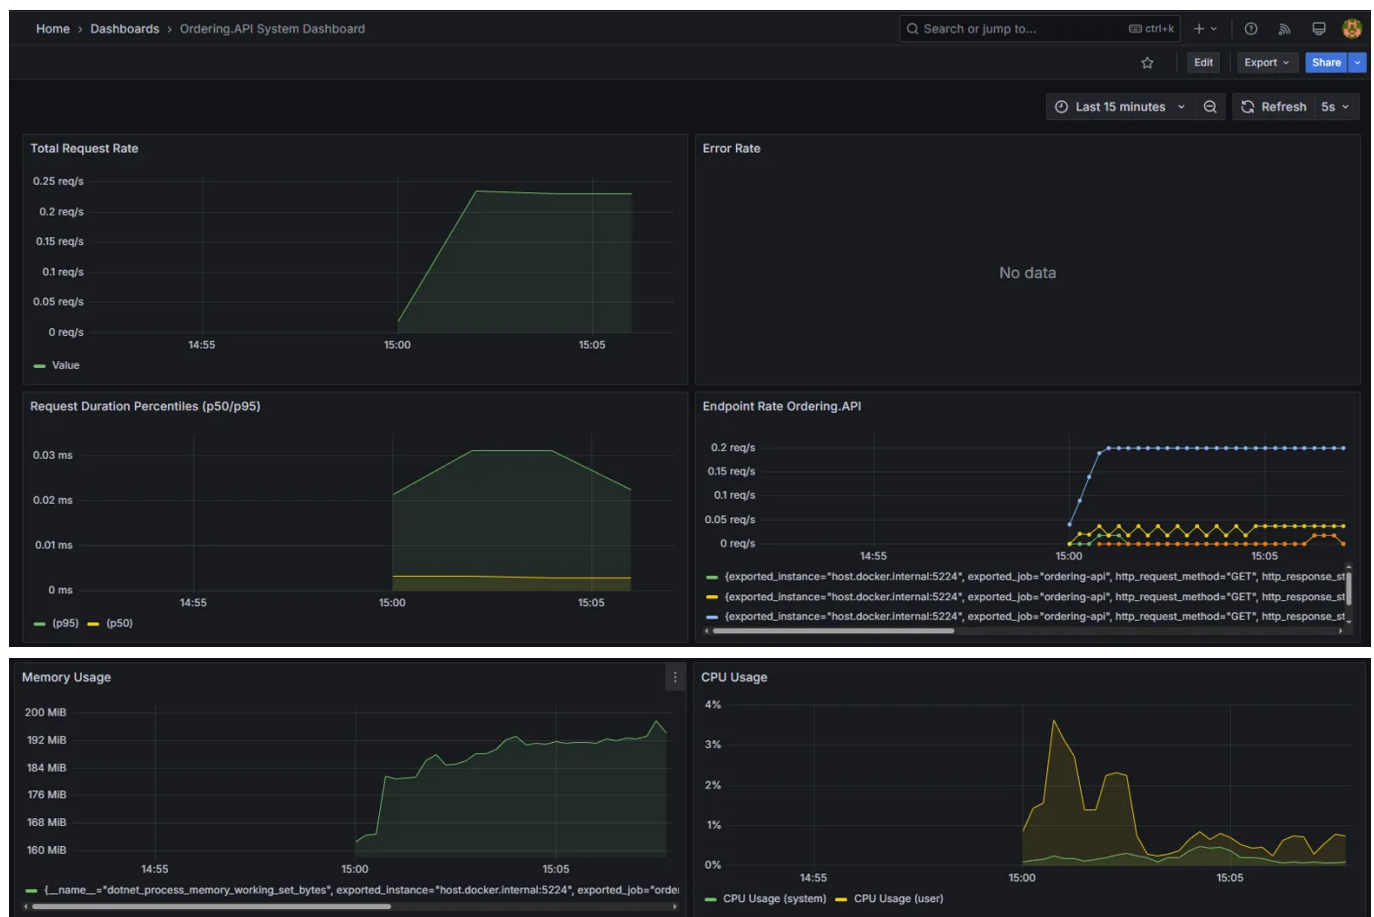 Home › Dashboards › Ordering.API System Dashboard
Search or jump to... ctrl+k
Edit Export Share
Last 15 minutes Refresh 5s
Total Request Rate
0.25 req/s
0.2 req/s
0.15 req/s
0.1 req/s
0.05 req/s
0 req/s
14:55 15:00 15:05
Value
Error Rate
No data
Request Duration Percentiles (p50/p95)
0.03 ms
0.02 ms
0.01 ms
0 ms
14:55 15:00 15:05
(p95) (p50)
Endpoint Rate Ordering.API
0.2 req/s
0.15 req/s
0.1 req/s
0.05 req/s
0 req/s
14:55 15:00 15:05
{exported_instance="host.docker.internal:5224", exported_job="ordering-api", http_request_method="GET", http_response_st
{exported_instance="host.docker.internal:5224", exported_job="ordering-api", http_request_method="GET", http_response_st
{exported_instance="host.docker.internal:5224", exported_job="ordering-api", http_request_method="GET", http_response_st
Memory Usage
200 MiB
192 MiB
184 MiB
176 MiB
168 MiB
160 MiB
14:55 15:00 15:05
{__name__="dotnet_process_memory_working_set_bytes", exported_instance="host.docker.internal:5224", exported_job="orde
CPU Usage
4%
3%
2%
1%
0%
14:55 15:00 15:05
CPU Usage (system) CPU Usage (user)